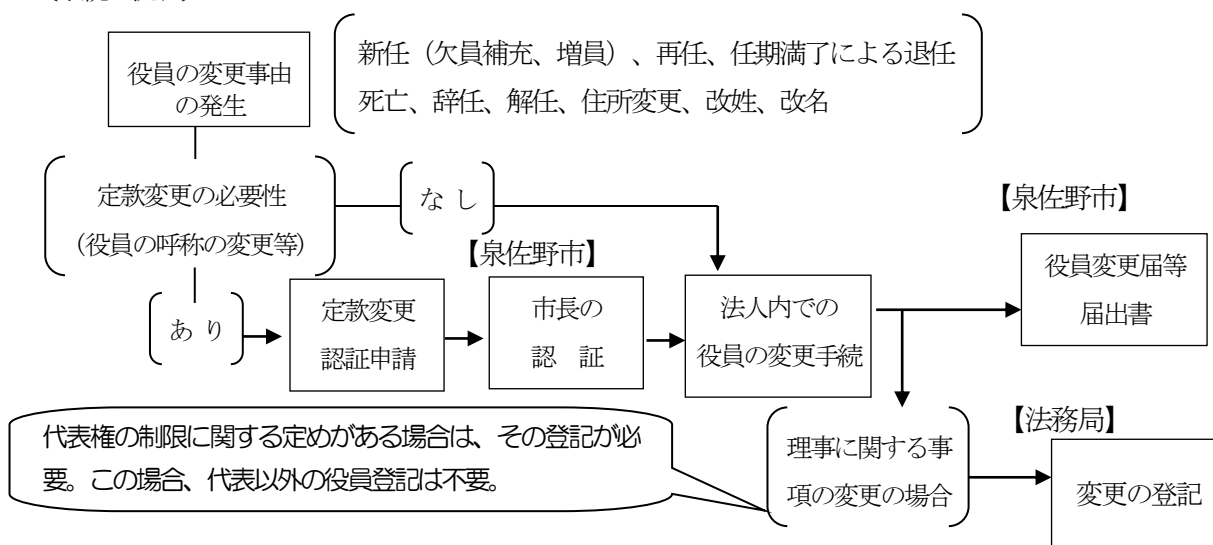 役員の変更事由
の発生
新任（欠員補充、増員）、再任、任期満了による退任
死亡、辞任、解任、住所変更、改姓、改名
定款変更の必要性
（役員の呼称の変更等）
な し
【泉佐野市】
役員変更届等
届出書
【泉佐野市】
あ り
定款変更
認証申請
市長の
認　証
法人内での
役員の変更手続
代表権の制限に関する定めがある場合は、その登記が必
要。この場合、代表以外の役員登記は不要。
理事に関する事
項の変更の場合
【法務局】
変更の登記